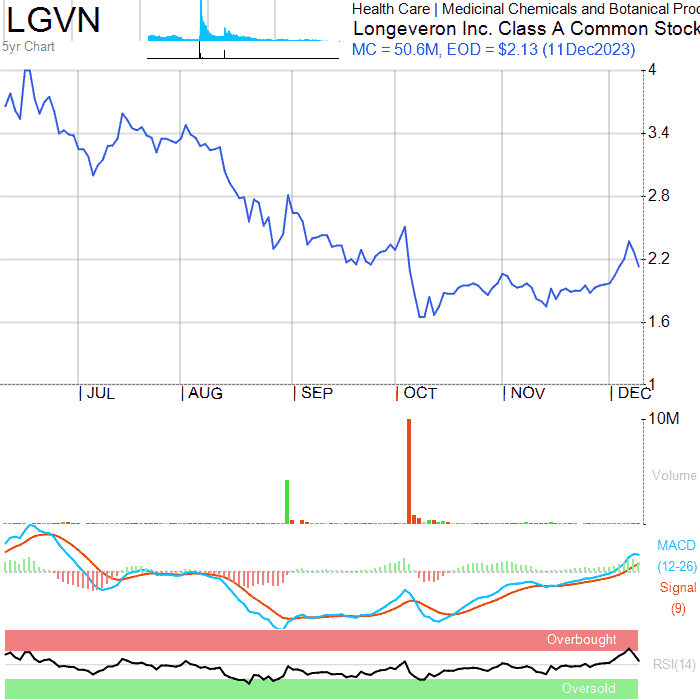 LGVN
5yr Chart
Health Care | Medicinal Chemicals and Botanical Pro
Longeveron Inc. Class A Common Stock
MC = 50.6M, EOD = $2.13 (11Dec2023)
4
3.4
2.8
2.2
1.6
1
JUL AUG SEP OCT NOV DEC
10M
Volume
MACD
(12-26)
Signal
(9)
Overbought
RSI(14)
Oversold